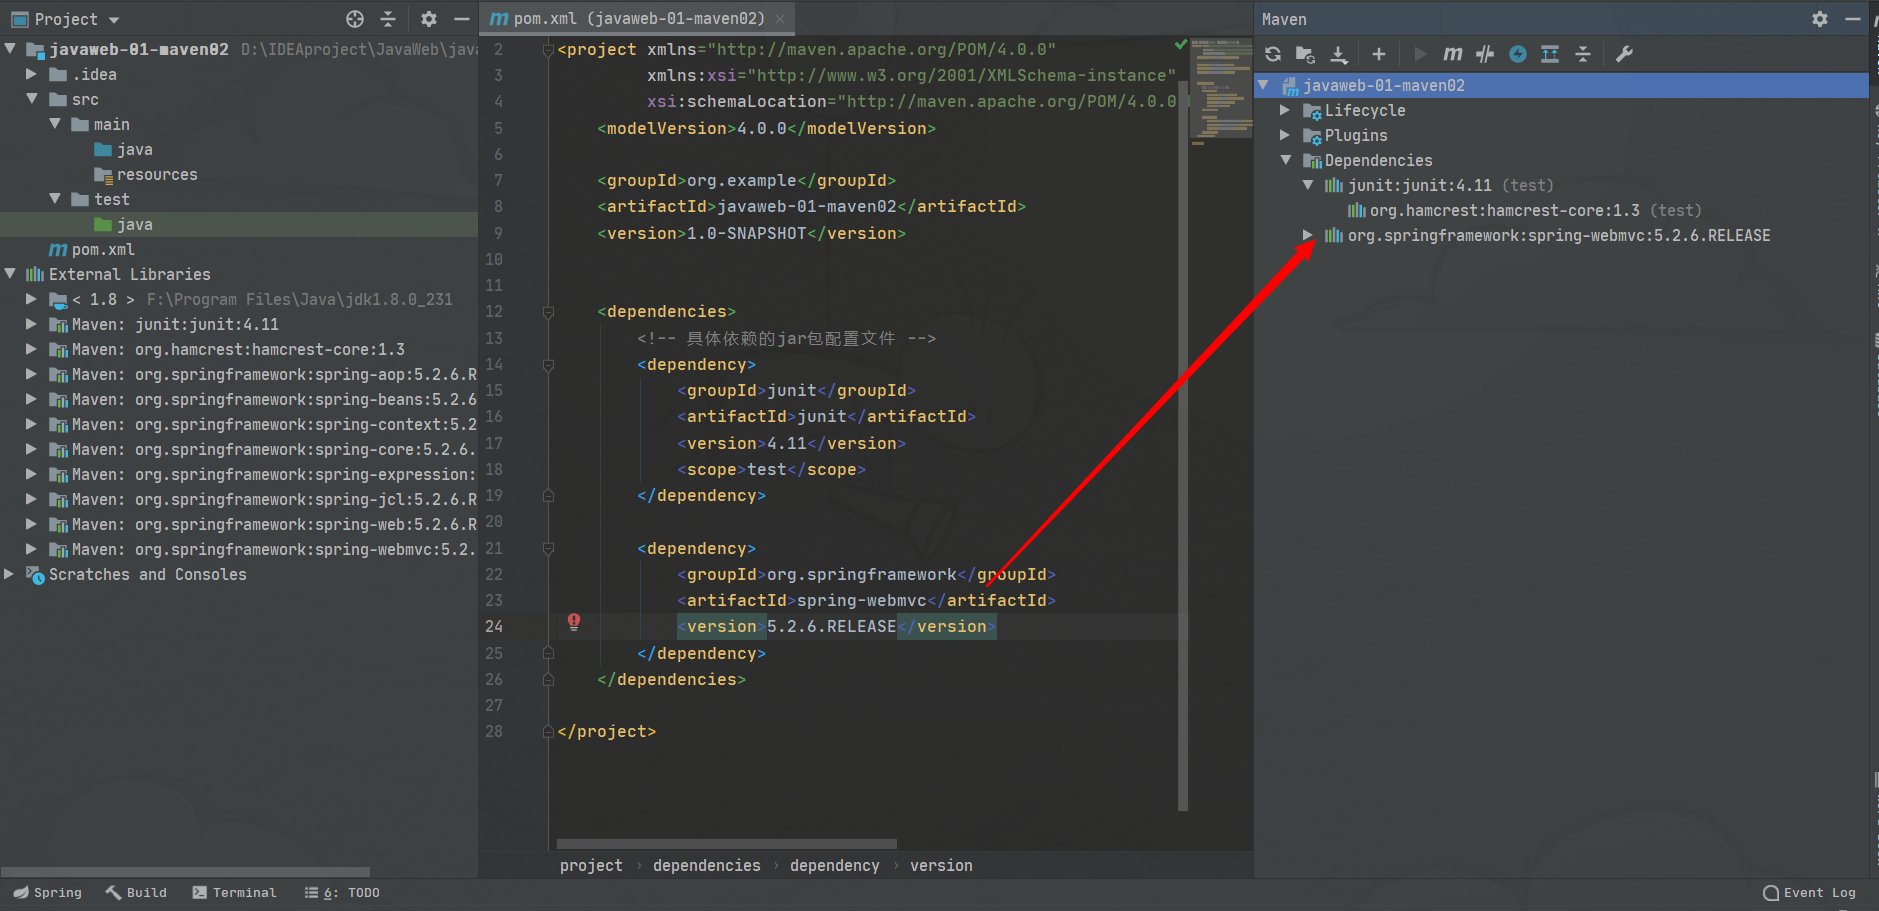 Project
javaweb-01-maven02 D:\IDEAproject\JavaWeb\java
.idea
src
main
java
resources
test
java
pom.xml
External Libraries
< 1.8 > F:\Program Files\Java\jdk1.8.0_231
Maven: junit:junit:4.11
Maven: org.hamcrest:hamcrest-core:1.3
Maven: org.springframework:spring-aop:5.2.6.R
Maven: org.springframework:spring-beans:5.2.6
Maven: org.springframework:spring-context:5.2
Maven: org.springframework:spring-core:5.2.6.
Maven: org.springframework:spring-expression:
Maven: org.springframework:spring-jcl:5.2.6.R
Maven: org.springframework:spring-web:5.2.6.R
Maven: org.springframework:spring-webmvc:5.2.
Scratches and Consoles
pom.xml (javaweb-01-maven02)
2 <project xmlns="http://maven.apache.org/POM/4.0.0"
3 xmlns:xsi="http://www.w3.org/2001/XMLSchema-instance"
4 xsi:schemaLocation="http://maven.apache.org/POM/4.0.0
5 <modelVersion>4.0.0</modelVersion>
6
7 <groupId>org.example</groupId>
8 <artifactId>javaweb-01-maven02</artifactId>
9 <version>1.0-SNAPSHOT</version>
10
11
12 <dependencies>
13 <!-- 具体依赖的jar包配置文件 -->
14 <dependency>
15 <groupId>junit</groupId>
16 <artifactId>junit</artifactId>
17 <version>4.11</version>
18 <scope>test</scope>
19 </dependency>
20
21 <dependency>
22 <groupId>org.springframework</groupId>
23 <artifactId>spring-webmvc</artifactId>
24 <version>5.2.6.RELEASE</version>
25 </dependency>
26 </dependencies>
27
28 </project>
project › dependencies › dependency › version
Maven
javaweb-01-maven02
Lifecycle
Plugins
Dependencies
junit:junit:4.11 (test)
org.hamcrest:hamcrest-core:1.3 (test)
org.springframework:spring-webmvc:5.2.6.RELEASE
Spring Build Terminal 6: TODO Event Log